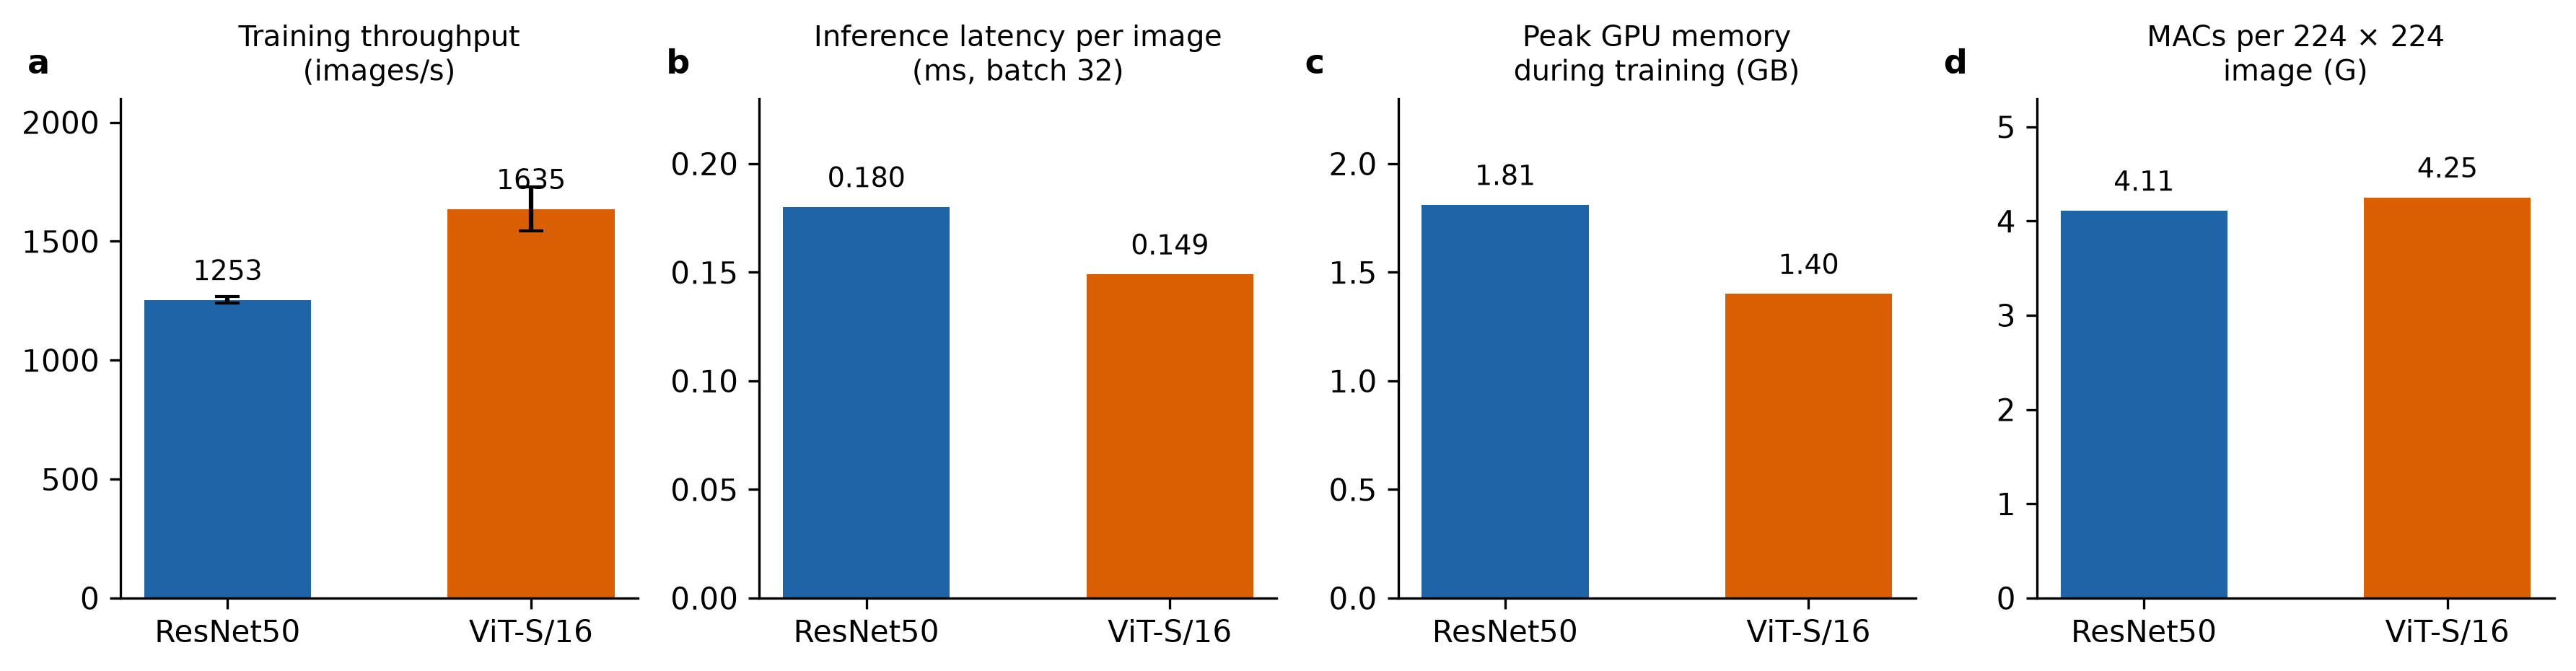 a
Training throughput
(images/s)
2000
1500
1000
500
0
1253
1635
ResNet50
ViT-S/16
b
Inference latency per image
(ms, batch 32)
0.20
0.15
0.10
0.05
0.00
0.180
0.149
ResNet50
ViT-S/16
c
Peak GPU memory
during training (GB)
2.0
1.5
1.0
0.5
0.0
1.81
1.40
ResNet50
ViT-S/16
d
MACs per 224 × 224
image (G)
5
4
3
2
1
0
4.11
4.25
ResNet50
ViT-S/16